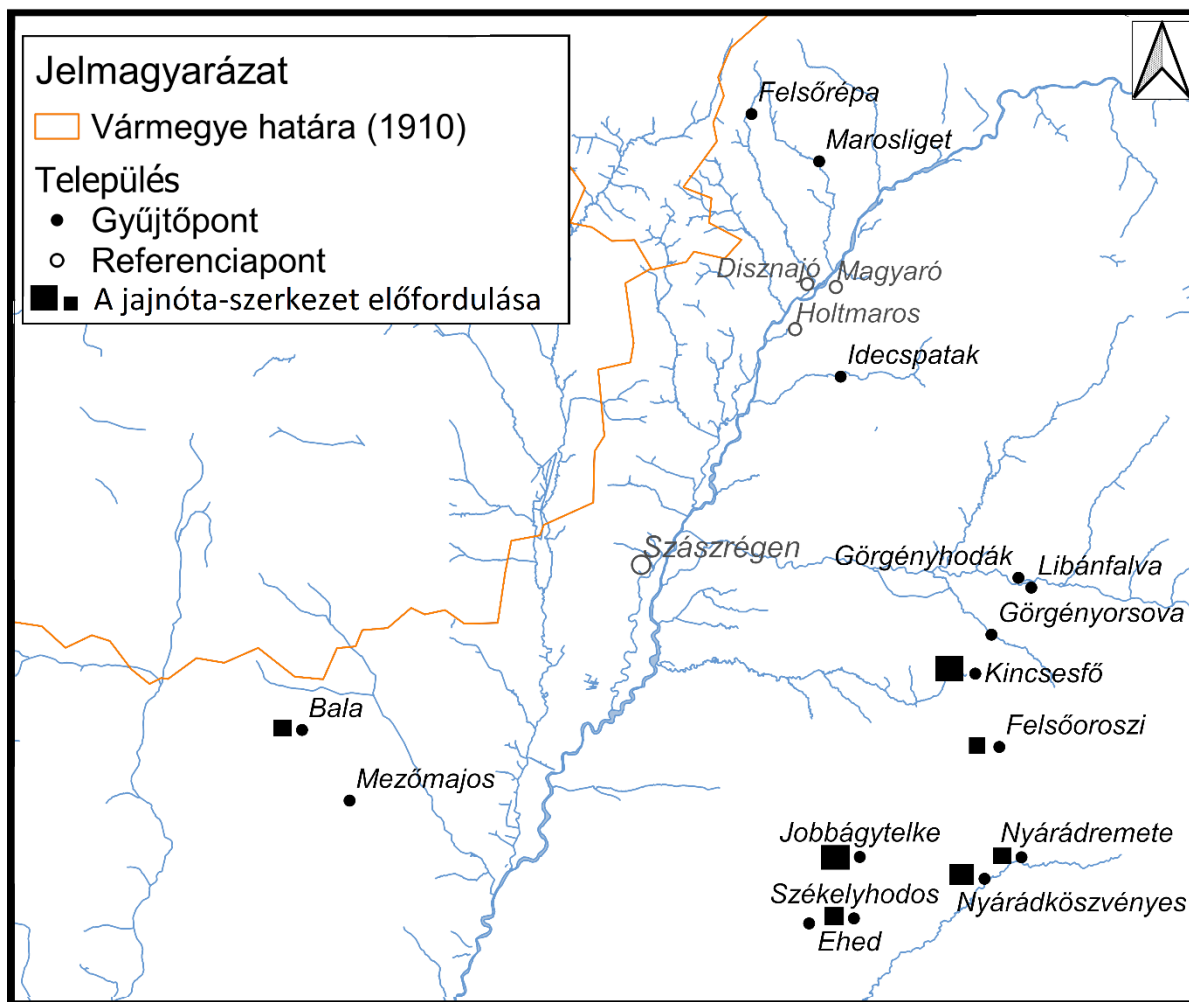 Jelmagyarázat
Vármegye határa (1910)
Település
Gyűjtőpont
Referenciapont
A jajnóta-szerkezet előfordulása
Felsőrépa
Marosliget
Disznajó
Magyaró
Holtmaros
Idecspatak
Szászrégen
Görgényhodák
Libánfalva
Görgényorsova
Kincsesfő
Bala
Felsőoroszi
Mezőmajos
Jobbágytelke
Nyárádremete
Székelyhodos
Nyárádköszvényes
Ehed